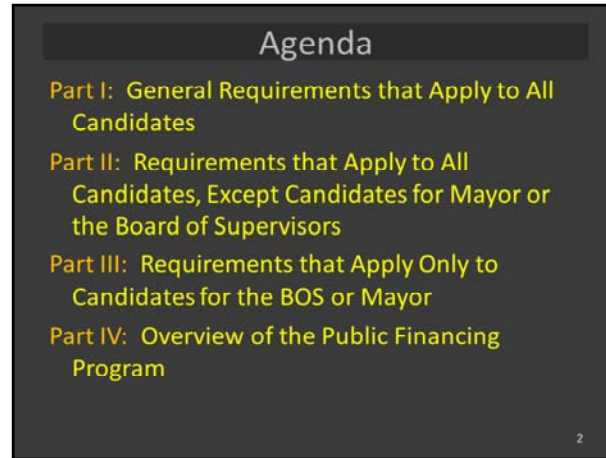 Agenda
Part I: General Requirements that Apply to All
Candidates
Part II: Requirements that Apply to All
Candidates, Except Candidates for Mayor or
the Board of Supervisors
Part III: Requirements that Apply Only to
Candidates for the BOS or Mayor
Part IV: Overview of the Public Financing
Program
2